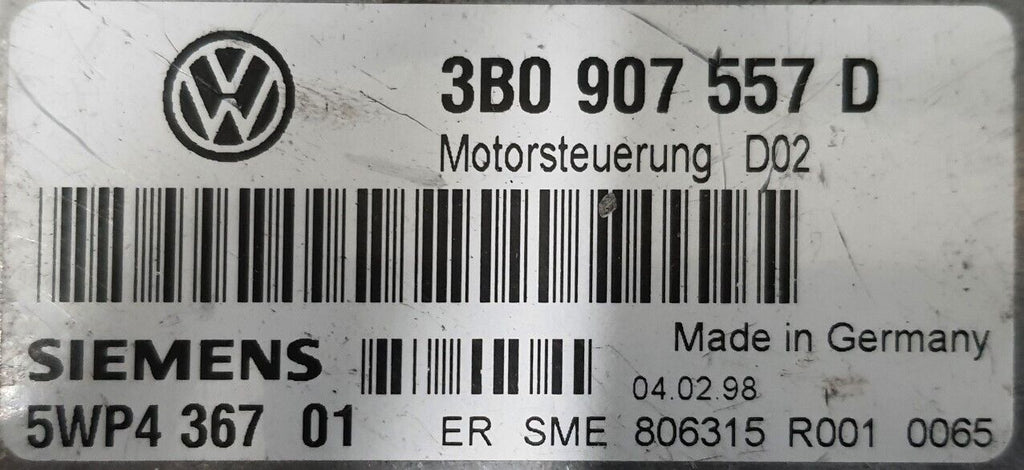 VW
3B0 907 557 D
Motorsteuerung D02
Made in Germany
SIEMENS
04.02.98
5WP4 367 01 ER SME 806315 R001 0065